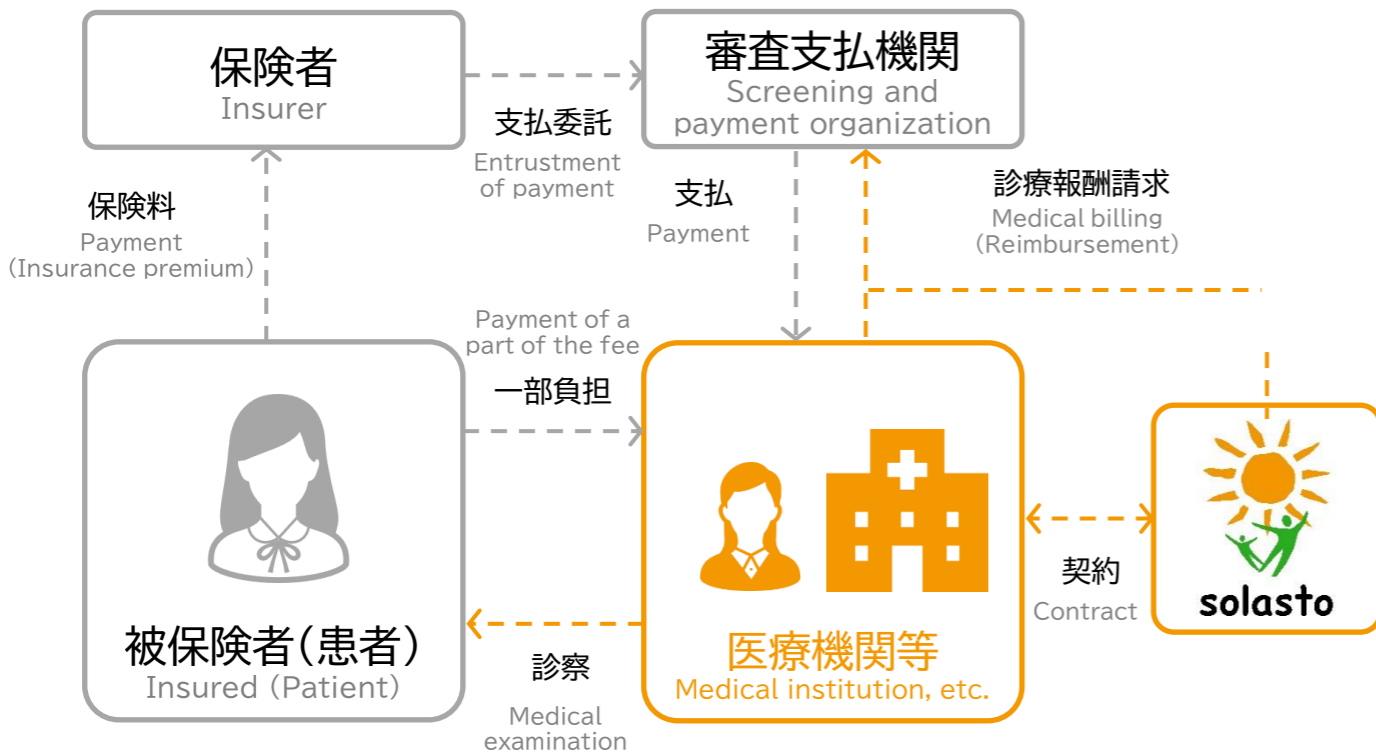 保険者
Insurer
審査支払機関
Screening and
payment organization
支払委託
Entrustment
of payment
保険料
Payment
(Insurance premium)
支払
Payment
診療報酬請求
Medical billing
(Reimbursement)
Payment of a
part of the fee
一部負担
被保険者(患者)
Insured (Patient)
診察
Medical
examination
医療機関等
Medical institution, etc.
契約
Contract
solasto